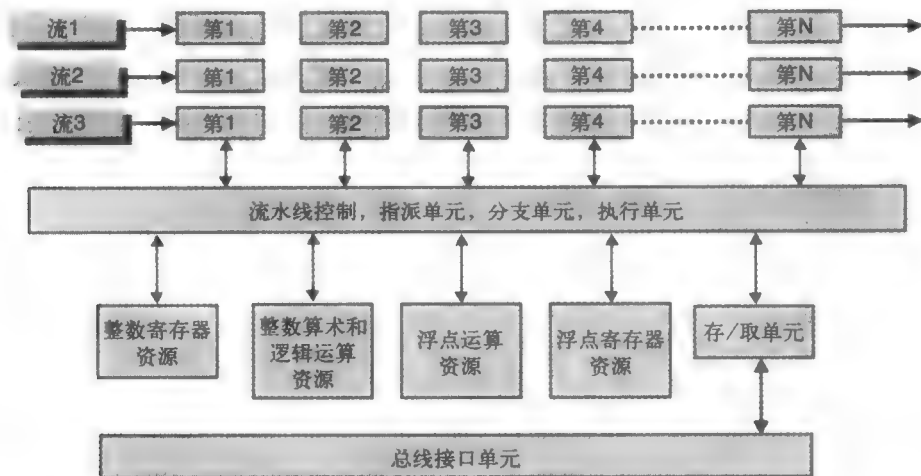 流1 第1 第2 第3 第4 第N
流2 第1 第2 第3 第4 第N
流3 第1 第2 第3 第4 第N
流水线控制，指派单元，分支单元，执行单元
整数寄存器
资源
整数算术和
逻辑运算
资源
浮点运算
资源
浮点寄存器
资源
存/取单元
总线接口单元